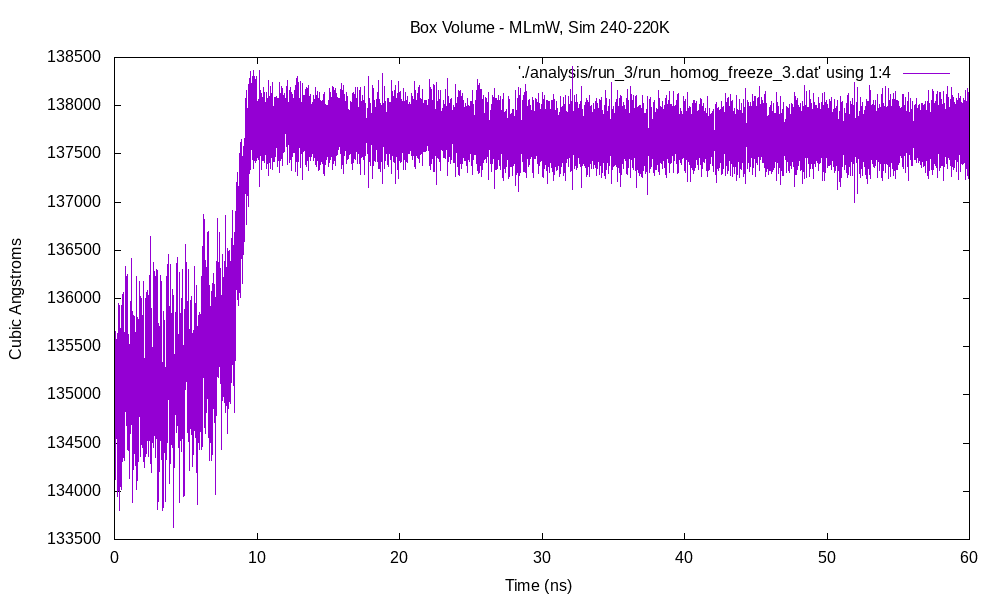 Box Volume - MLmW, Sim 240-220K
'./analysis/run_3/run_homog_freeze_3.dat' using 1:4
138500
138000
137500
137000
136500
136000
135500
135000
134500
134000
133500
Cubic Angstroms
0 10 20 30 40 50 60
Time (ns)